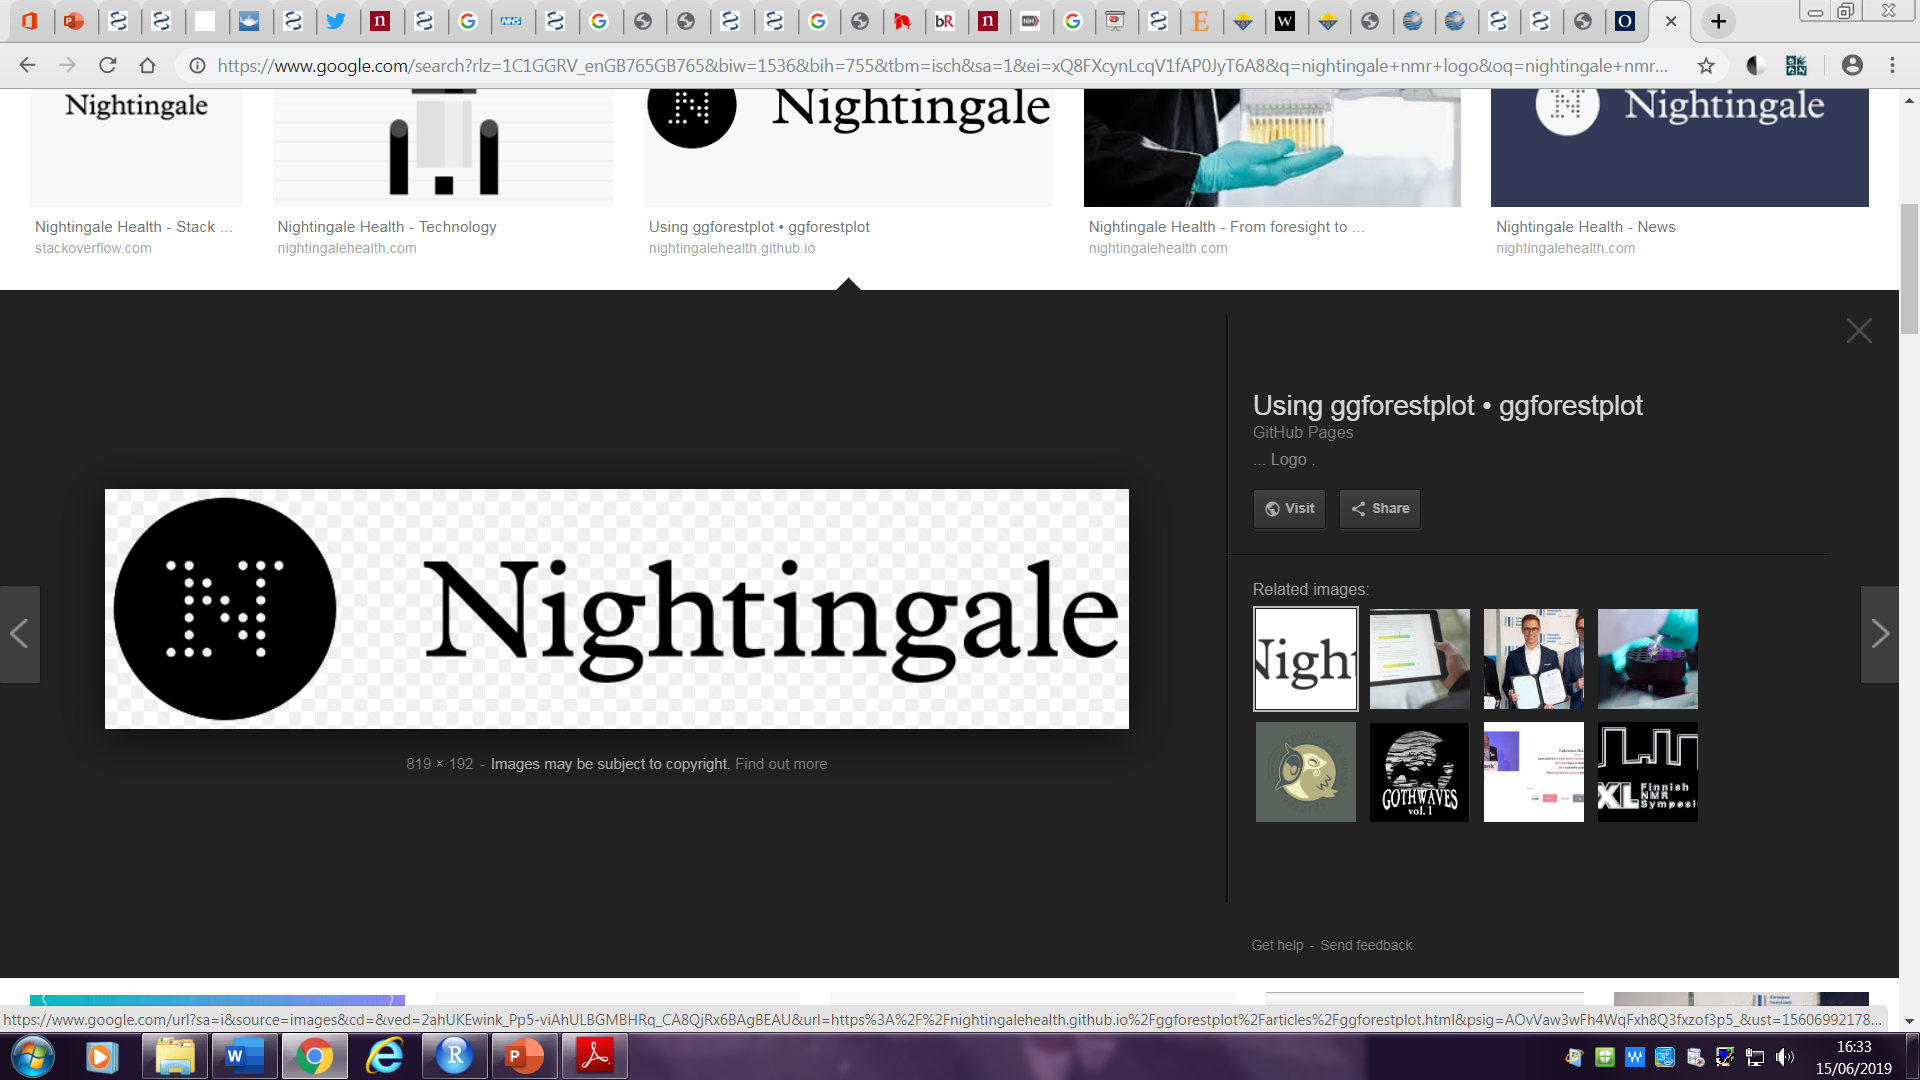 https://www.google.com/search?rlz=1C1GGRV_enGB765GB765&biw=1536&bih=755&tbm=isch&sa=1&ei=xQ8FXcynLcqV1fAP0JyT6A8&q=nightingale+nmr+logo&oq=nightingale+nmr...
Nightingale
Nightingale
Nightingale
Nightingale Health - Stack ...
stackoverflow.com
Nightingale Health - Technology
nightingalehealth.com
Using ggforestplot • ggforestplot
nightingalehealth.github.io
Nightingale Health - From foresight to ...
nightingalehealth.com
Nightingale Health - News
nightingalehealth.com
N Nightingale
819 × 192 - Images may be subject to copyright. Find out more
Using ggforestplot • ggforestplot
GitHub Pages
... Logo .
Visit
Share
Related images:
Night
GOTHWAVES
vol. 1
XL Finnish
NMR
Symposi
Get help - Send feedback
https://www.google.com/url?sa=i&source=images&cd=&ved=2ahUKEwink_Pp5-viAhULBGMBHRq_CA8QjRx6BAgBEAU&url=https%3A%2F%2Fnightingalehealth.github.io%2Fggforestplot%2Farticles%2Fggforestplot.html&psig=AOvVaw3wFh4WqFxh8Q3fxzof3p5_&ust=15606992178...
16:33
15/06/2019